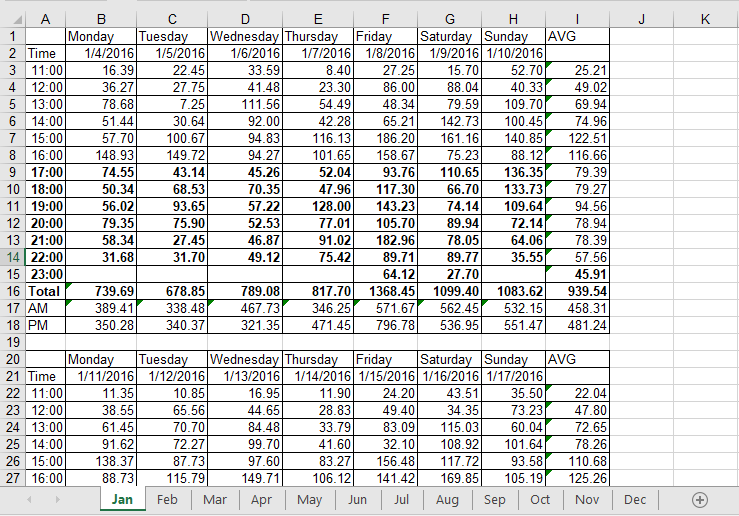 A B C D E F G H I J K
1 Monday Tuesday Wednesday Thursday Friday Saturday Sunday AVG
2 Time 1/4/2016 1/5/2016 1/6/2016 1/7/2016 1/8/2016 1/9/2016 1/10/2016
3 11:00 16.39 22.45 33.59 8.40 27.25 15.70 52.70 25.21
4 12:00 36.27 27.75 41.48 23.30 86.00 88.04 40.33 49.02
5 13:00 78.68 7.25 111.56 54.49 48.34 79.59 109.70 69.94
6 14:00 51.44 30.64 92.00 42.28 65.21 142.73 100.45 74.96
7 15:00 57.70 100.67 94.83 116.13 186.20 161.16 140.85 122.51
8 16:00 148.93 149.72 94.27 101.65 158.67 75.23 88.12 116.66
9 17:00 74.55 43.14 45.26 52.04 93.76 110.65 136.35 79.39
10 18:00 50.34 68.53 70.35 47.96 117.30 66.70 133.73 79.27
11 19:00 56.02 93.65 57.22 128.00 143.23 74.14 109.64 94.56
12 20:00 79.35 75.90 52.53 77.01 105.70 89.94 72.14 78.94
13 21:00 58.34 27.45 46.87 91.02 182.96 78.05 64.06 78.39
14 22:00 31.68 31.70 49.12 75.42 89.71 89.77 35.55 57.56
15 23:00 64.12 27.70 45.91
16 Total 739.69 678.85 789.08 817.70 1368.45 1099.40 1083.62 939.54
17 AM 389.41 338.48 467.73 346.25 571.67 562.45 532.15 458.31
18 PM 350.28 340.37 321.35 471.45 796.78 536.95 551.47 481.24
19
20 Monday Tuesday Wednesday Thursday Friday Saturday Sunday AVG
21 Time 1/11/2016 1/12/2016 1/13/2016 1/14/2016 1/15/2016 1/16/2016 1/17/2016
22 11:00 11.35 10.85 16.95 11.90 24.20 43.51 35.50 22.04
23 12:00 38.55 65.56 44.65 28.83 49.40 34.35 73.23 47.80
24 13:00 61.45 70.70 84.48 33.79 83.09 115.03 60.04 72.65
25 14:00 91.62 72.27 99.70 41.60 32.10 108.92 101.64 78.26
26 15:00 138.37 87.73 97.60 83.27 156.48 117.72 93.58 110.68
27 16:00 88.73 115.79 149.71 106.12 141.42 169.85 105.19 125.26
Jan Feb Mar Apr May Jun Jul Aug Sep Oct Nov Dec